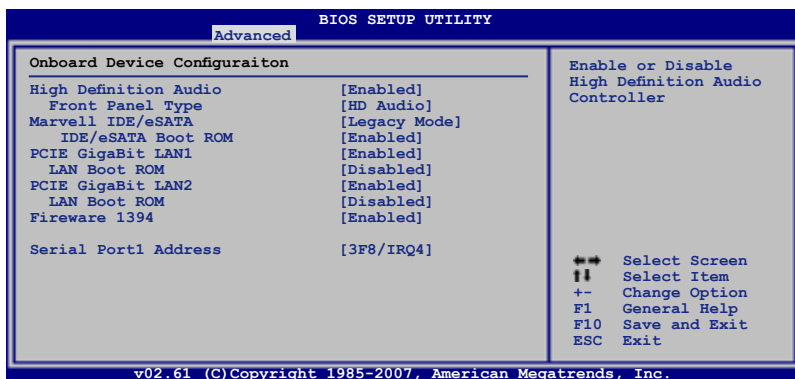 BIOS SETUP UTILITY
Advanced
Onboard Device Configuraiton
High Definition Audio [Enabled]
Front Panel Type [HD Audio]
Marvell IDE/eSATA [Legacy Mode]
IDE/eSATA Boot ROM [Enabled]
PCIE GigaBit LAN1 [Enabled]
LAN Boot ROM [Disabled]
PCIE GigaBit LAN2 [Enabled]
LAN Boot ROM [Disabled]
Fireware 1394 [Enabled]
Serial Port1 Address [3F8/IRQ4]
Enable or Disable
High Definition Audio
Controller
←→ Select Screen
↑↓ Select Item
+- Change Option
F1 General Help
F10 Save and Exit
ESC Exit
v02.61 (C)Copyright 1985-2007, American Megatrends, Inc.